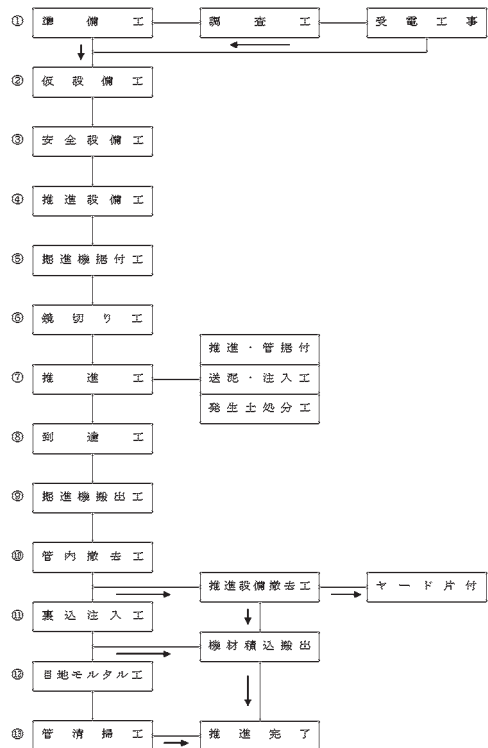 ① 準備工 調査工 受電工事
② 仮設備工
③ 安全設備工
④ 推進設備工
⑤ 掘進機据付工
⑥ 鏡切り工
推進・管据付
⑦ 推進工 送泥・注入工
発生土処分工
⑧ 到達工
⑨ 掘進機搬出工
⑩ 管内撤去工
推進設備撤去工 ヤード片付
⑪ 裏込注入工
機材積込搬出
⑫ 目地モルタル工
⑬ 管清掃工 推進完了